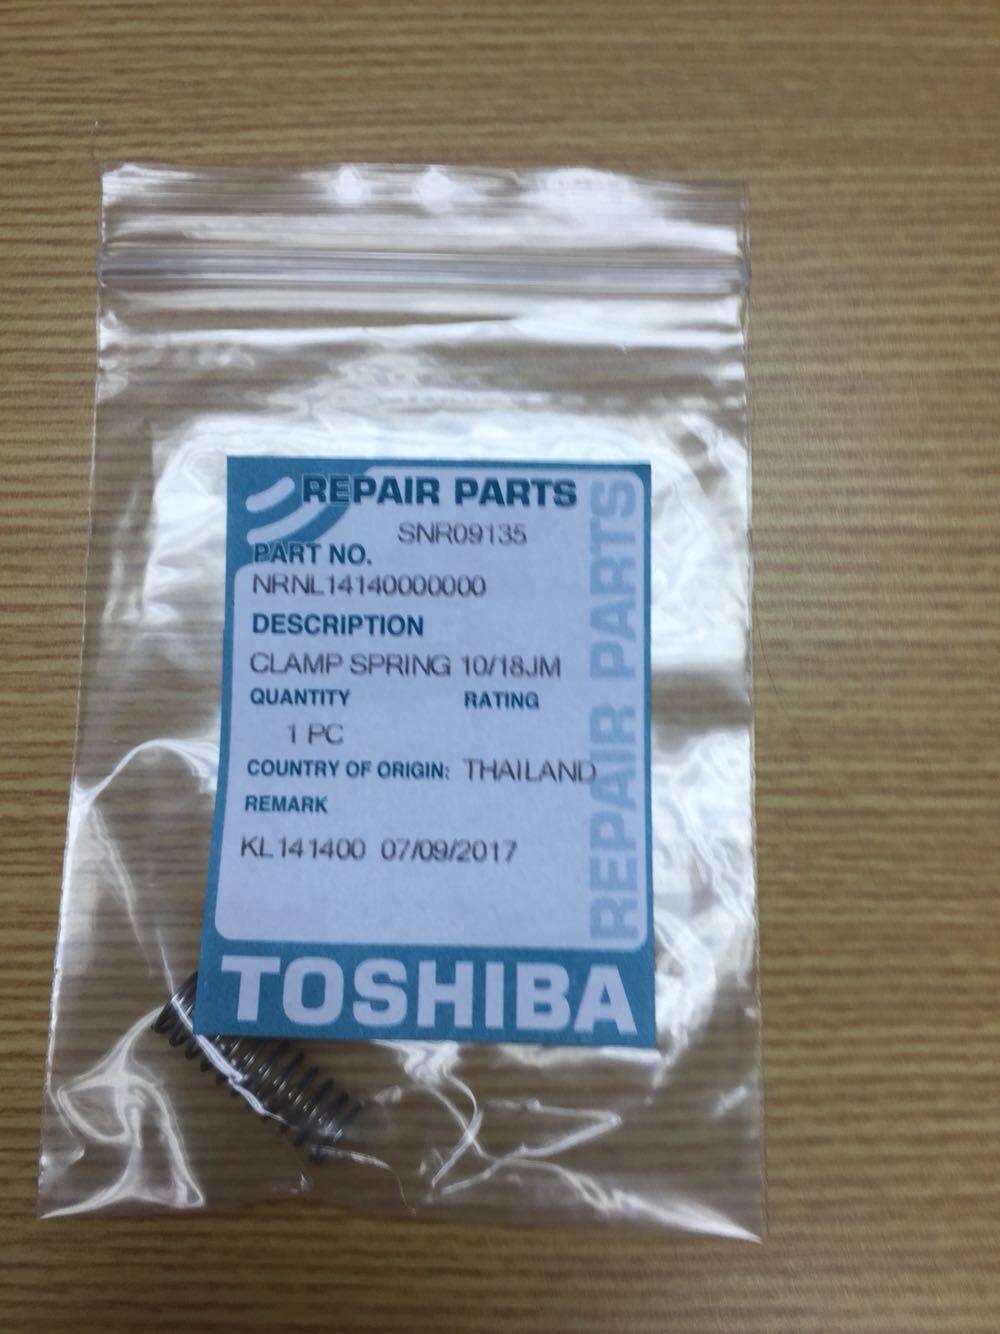 REPAIR PARTS
SNR09135
PART NO.
NRNL14140000000
DESCRIPTION
CLAMP SPRING 10/18JM
QUANTITY RATING
1 PC
COUNTRY OF ORIGIN: THAILAND
REMARK
KL141400 07/09/2017
REPAIR PARTS
TOSHIBA